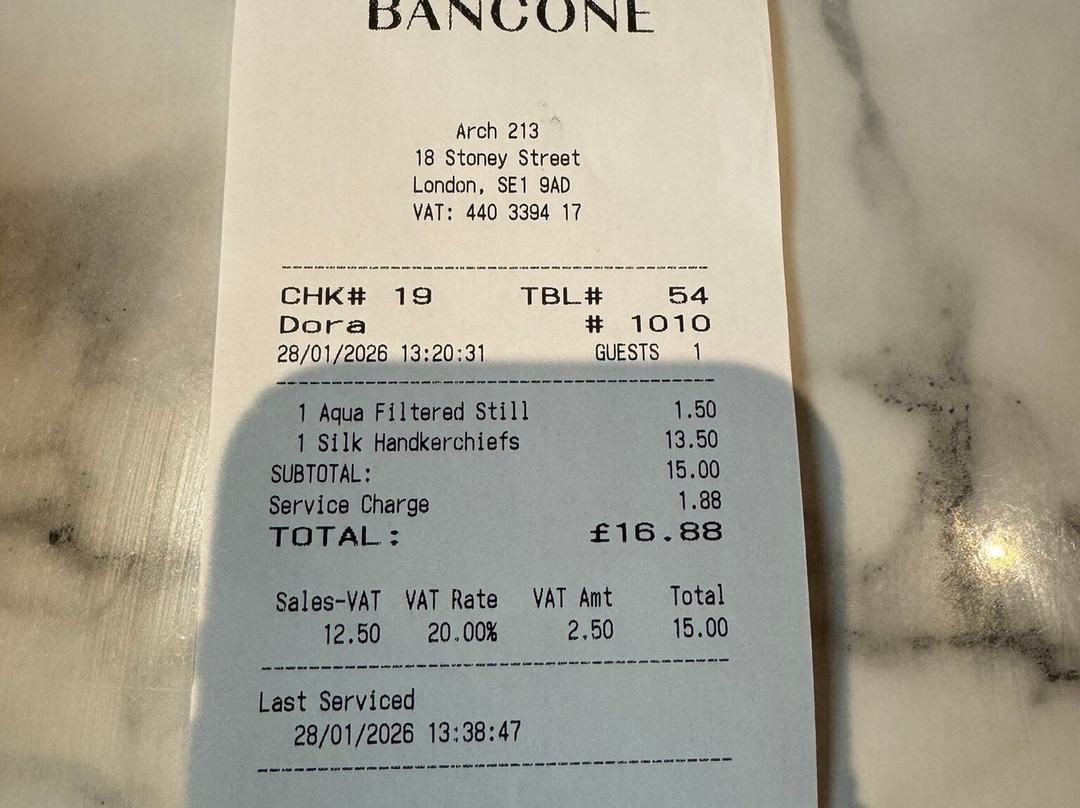 BANCONE
Arch 213
18 Stoney Street
London, SE1 9AD
VAT: 440 3394 17
CHK# 19 TBL# 54
Dora # 1010
28/01/2026 13:20:31 GUESTS 1
1 Aqua Filtered Still 1.50
1 Silk Handkerchiefs 13.50
SUBTOTAL: 15.00
Service Charge 1.88
TOTAL: £16.88
Sales-VAT VAT Rate VAT Amt Total
12.50 20.00% 2.50 15.00
Last Serviced
28/01/2026 13:38:47